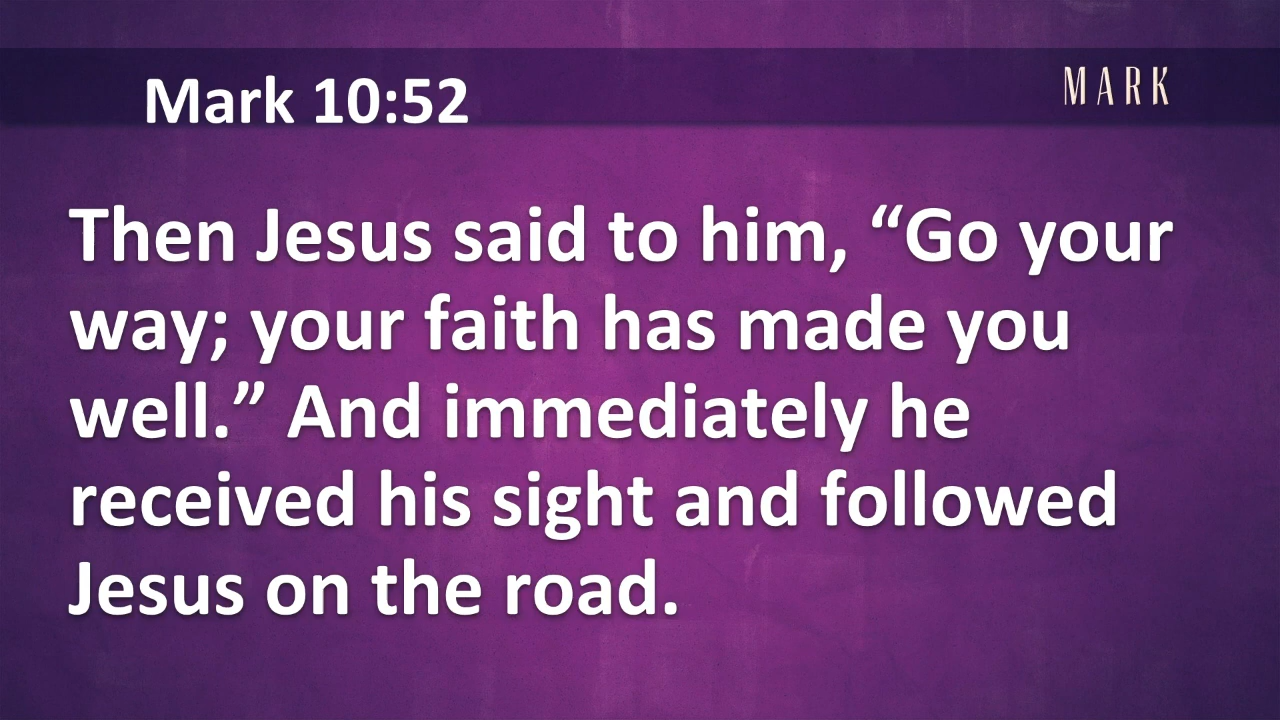 Mark 10:52
MARK
Then Jesus said to him, “Go your
way; your faith has made you
well.” And immediately he
received his sight and followed
Jesus on the road.